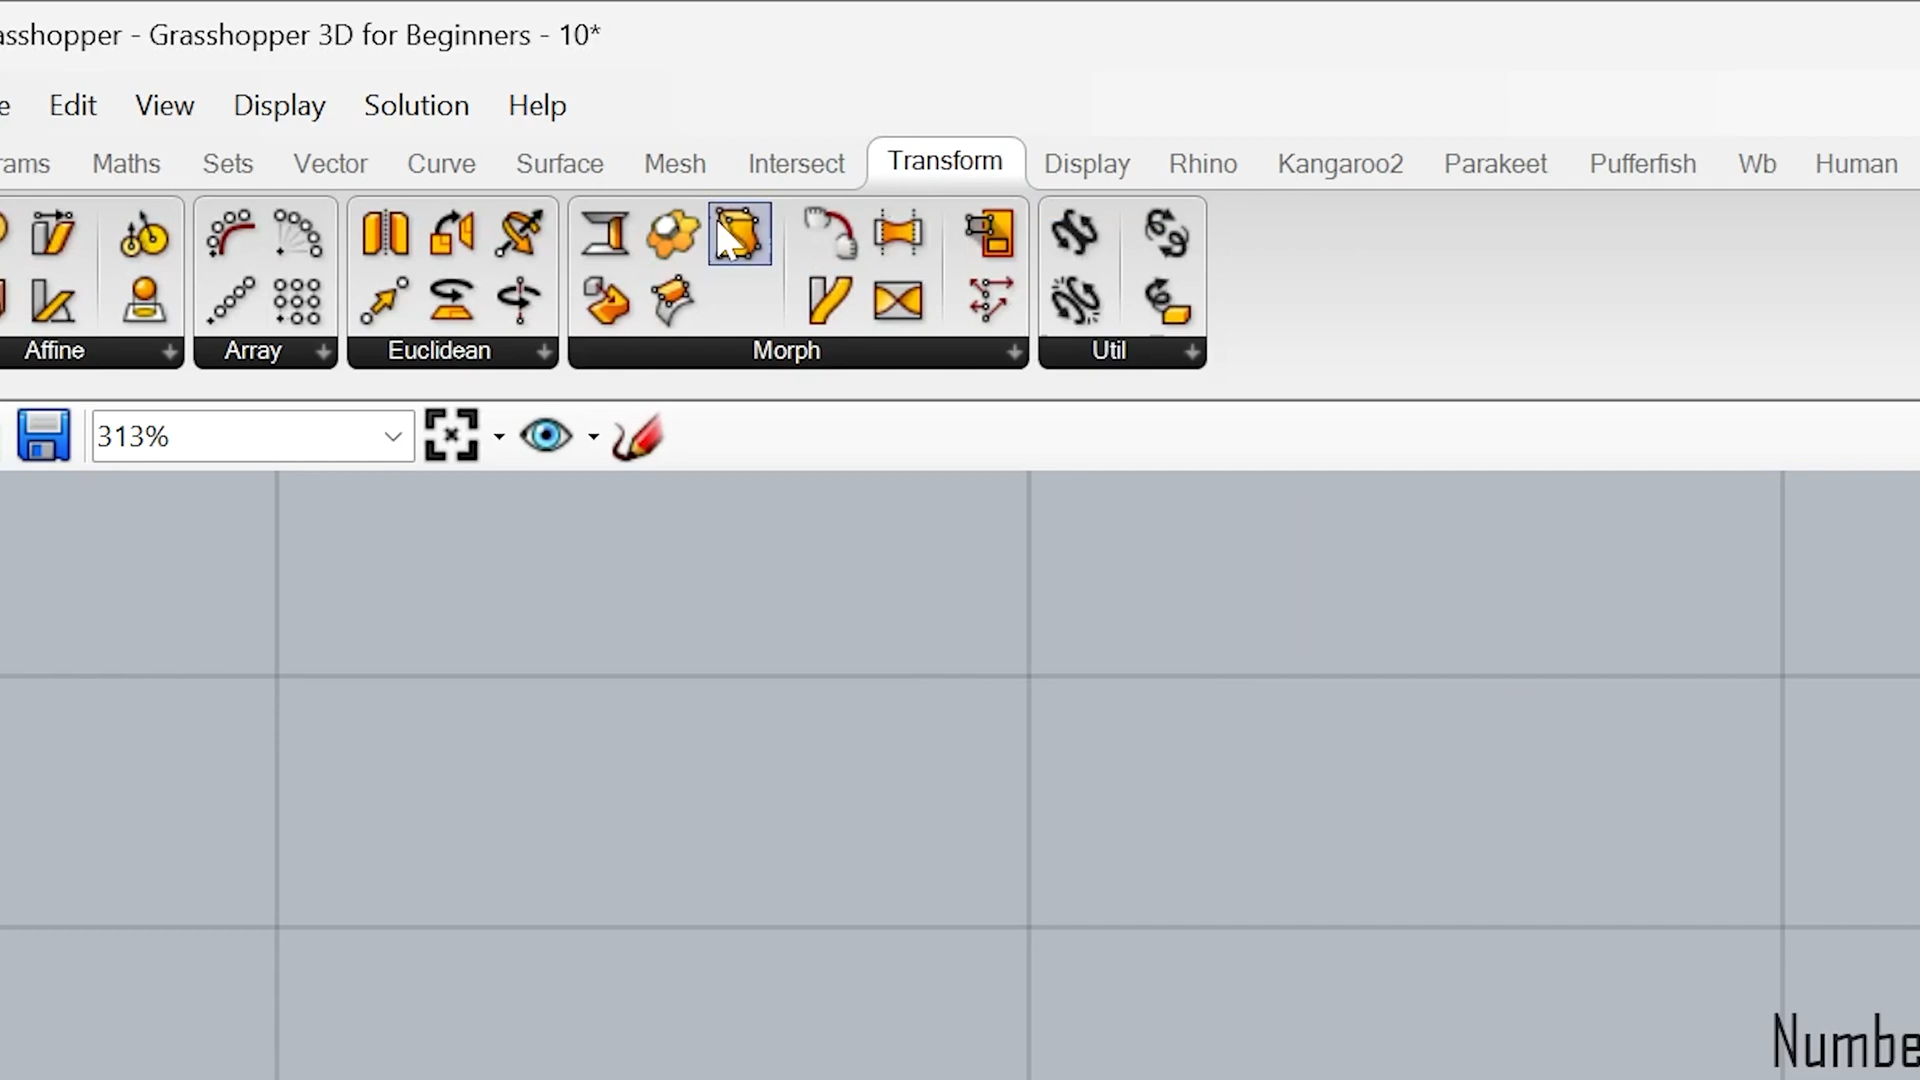 asshopper - Grasshopper 3D for Beginners - 10*
e Edit View Display Solution Help
rams Maths Sets Vector Curve Surface Mesh Intersect Transform Display Rhino Kangaroo2 Parakeet Pufferfish Wb Human
Affine Array Euclidean Morph Util
313%
Numbe